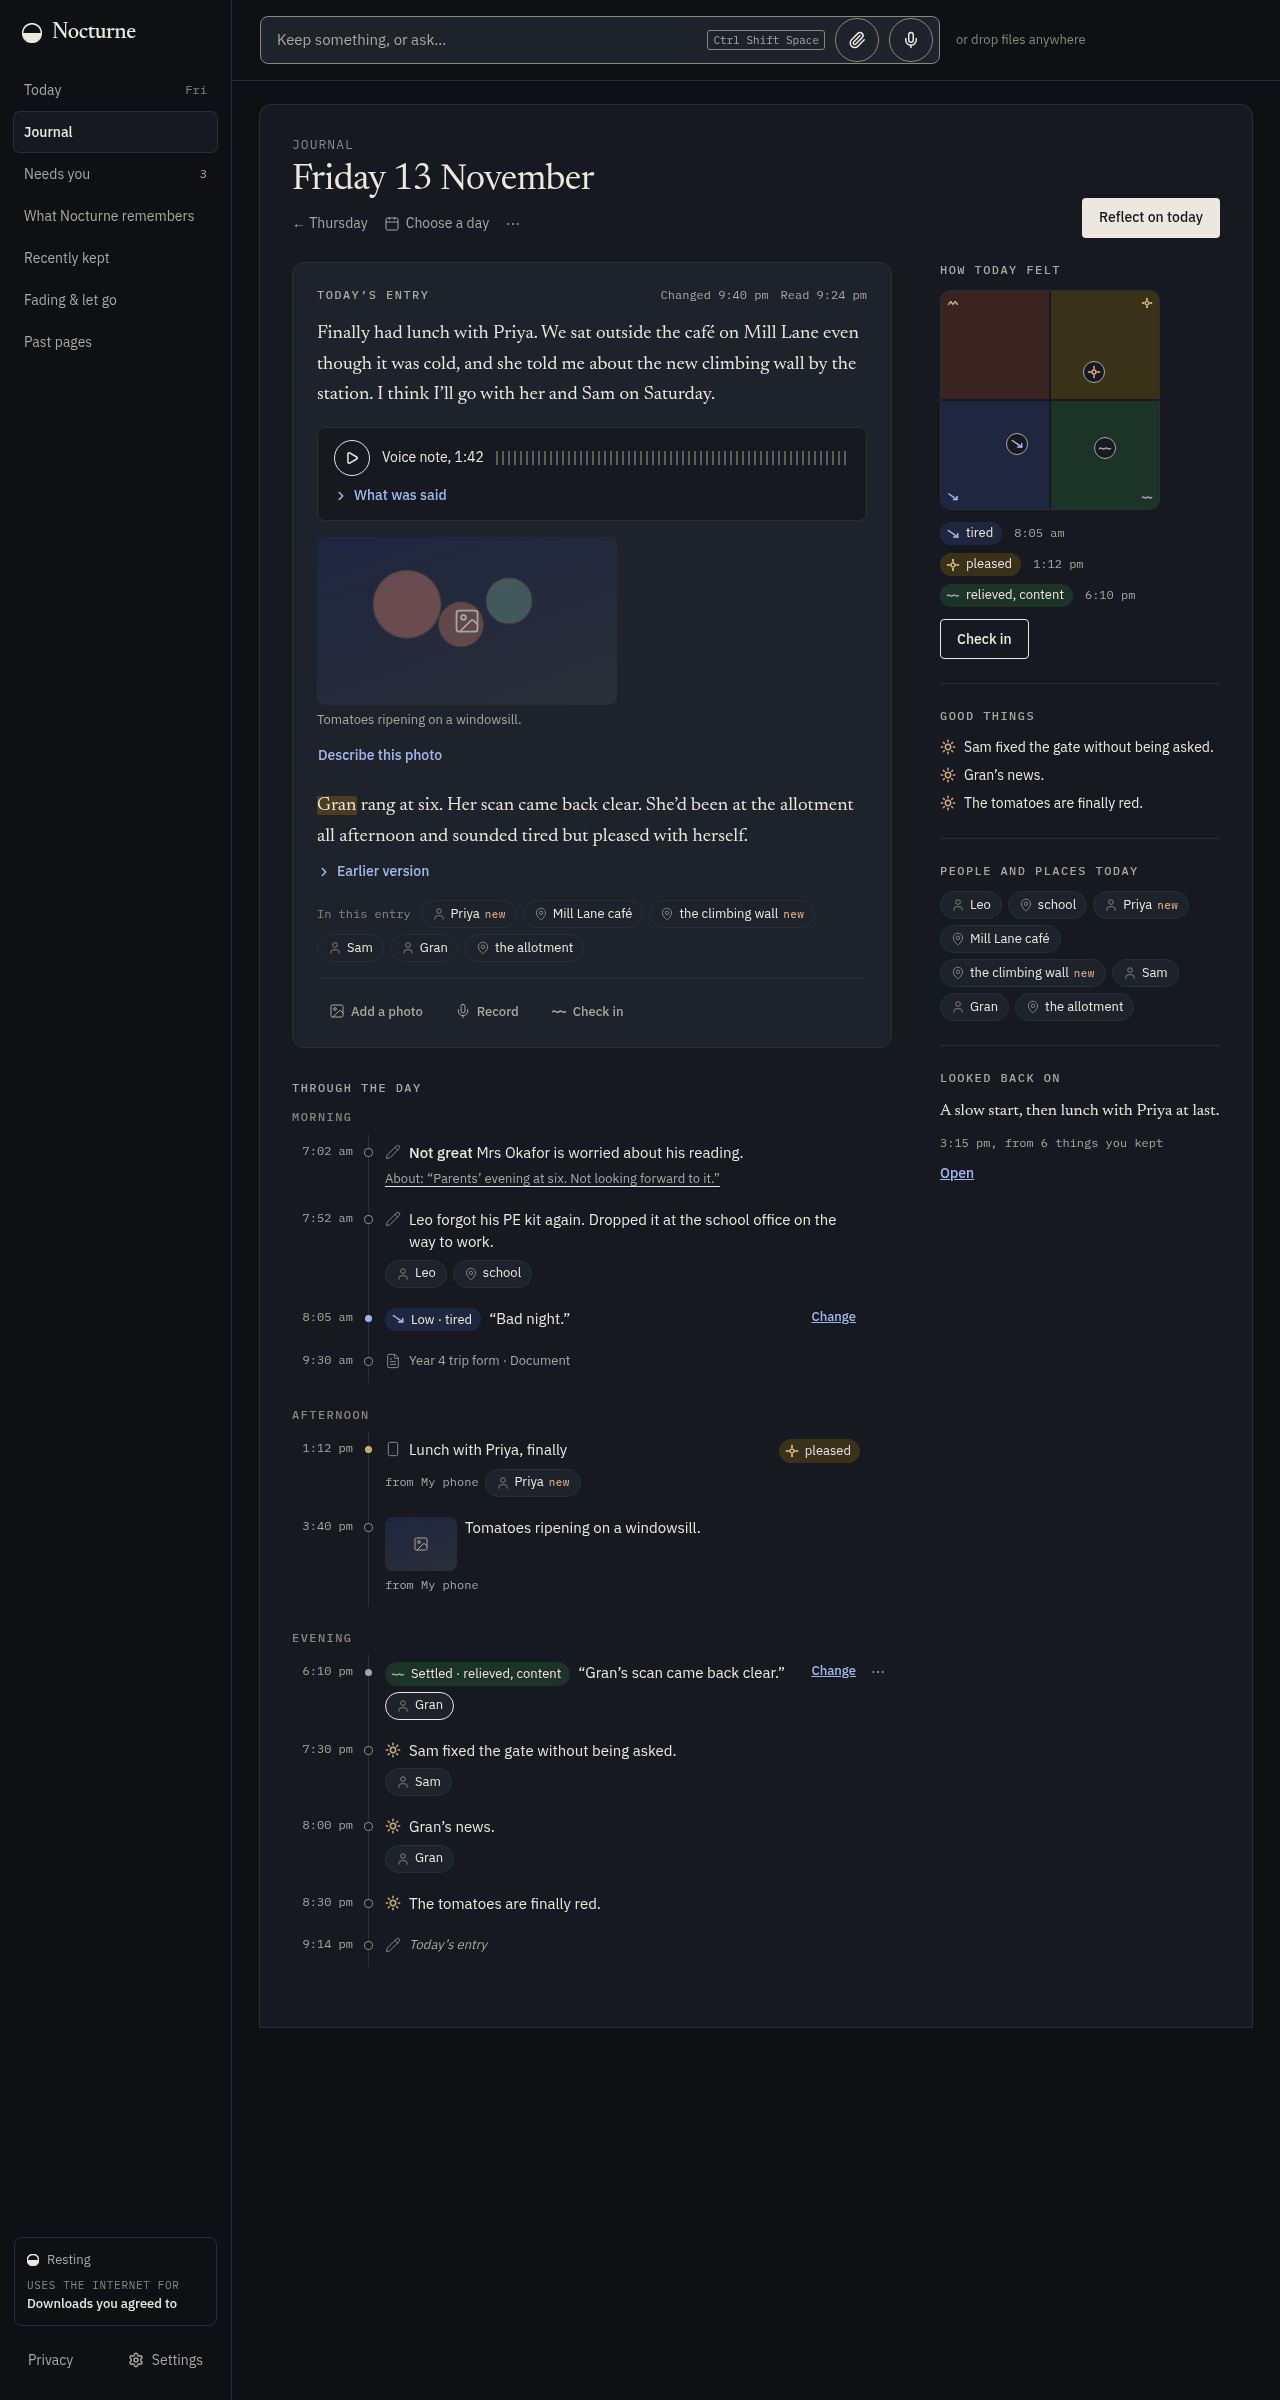 Nocturne
Today Fri
Journal
Needs you 3
What Nocturne remembers
Recently kept
Fading & let go
Past pages
Resting
USES THE INTERNET FOR
Downloads you agreed to
Privacy Settings
Keep something, or ask… Ctrl Shift Space or drop files anywhere
JOURNAL
Friday 13 November
← Thursday Choose a day ···
Reflect on today
TODAY’S ENTRY Changed 9:40 pm Read 9:24 pm
Finally had lunch with Priya. We sat outside the café on Mill Lane even
though it was cold, and she told me about the new climbing wall by the
station. I think I’ll go with her and Sam on Saturday.
Voice note, 1:42
What was said
Tomatoes ripening on a windowsill.
Describe this photo
Gran rang at six. Her scan came back clear. She’d been at the allotment
all afternoon and sounded tired but pleased with herself.
Earlier version
In this entry Priya new Mill Lane café the climbing wall new
Sam Gran the allotment
Add a photo Record Check in
THROUGH THE DAY
MORNING
7:02 am Not great Mrs Okafor is worried about his reading.
About: “Parents’ evening at six. Not looking forward to it.”
7:52 am Leo forgot his PE kit again. Dropped it at the school office on the
way to work.
Leo school
8:05 am Low · tired “Bad night.” Change
9:30 am Year 4 trip form · Document
AFTERNOON
1:12 pm Lunch with Priya, finally pleased
from My phone Priya new
3:40 pm Tomatoes ripening on a windowsill.
from My phone
EVENING
6:10 pm Settled · relieved, content “Gran’s scan came back clear.” Change ···
Gran
7:30 pm Sam fixed the gate without being asked.
Sam
8:00 pm Gran’s news.
Gran
8:30 pm The tomatoes are finally red.
9:14 pm Today’s entry
HOW TODAY FELT
tired 8:05 am
pleased 1:12 pm
relieved, content 6:10 pm
Check in
GOOD THINGS
Sam fixed the gate without being asked.
Gran’s news.
The tomatoes are finally red.
PEOPLE AND PLACES TODAY
Leo school Priya new
Mill Lane café
the climbing wall new Sam
Gran the allotment
LOOKED BACK ON
A slow start, then lunch with Priya at last.
3:15 pm, from 6 things you kept
Open